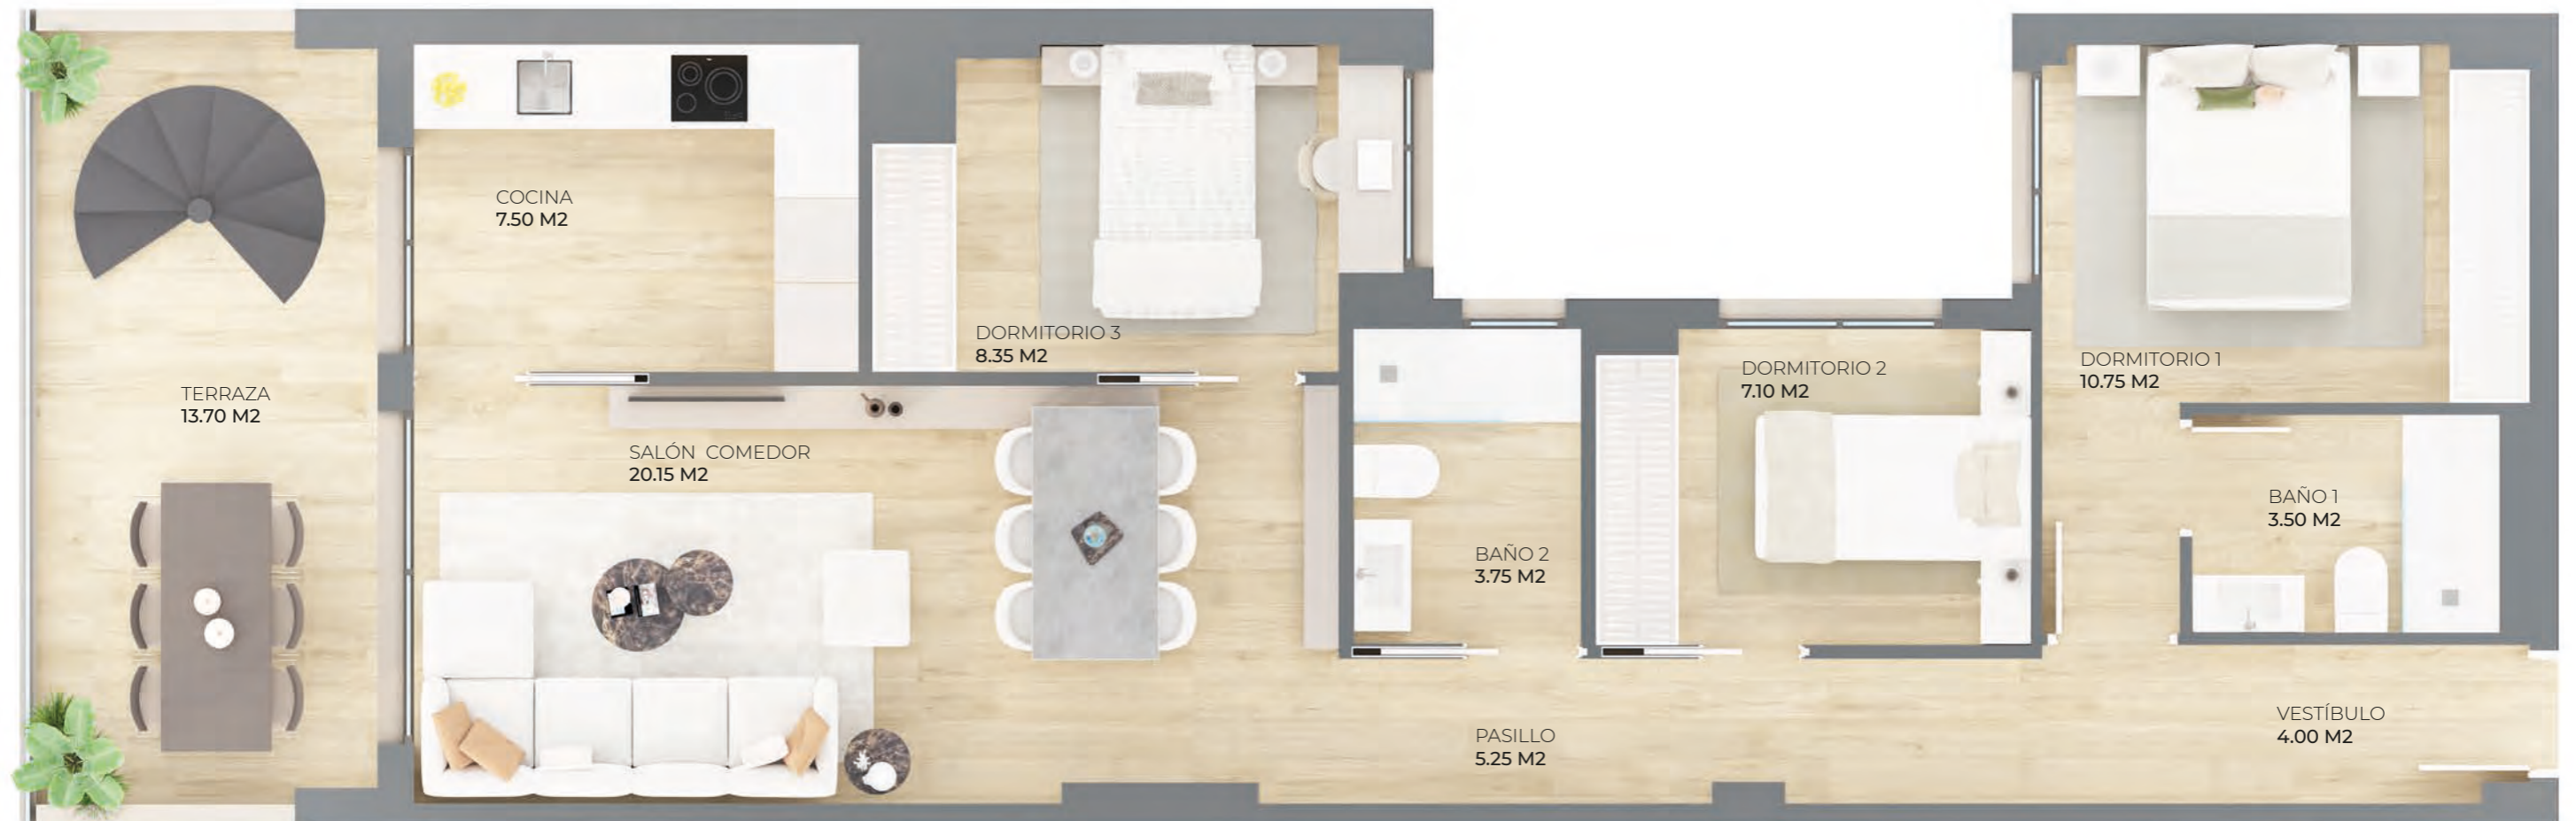 COCINA
7.50 M2
DORMITORIO 3
8.35 M2
DORMITORIO 2
7.10 M2
DORMITORIO 1
10.75 M2
TERRAZA
13.70 M2
SALÓN COMEDOR
20.15 M2
BAÑO 1
3.50 M2
BAÑO 2
3.75 M2
PASILLO
5.25 M2
VESTÍBULO
4.00 M2